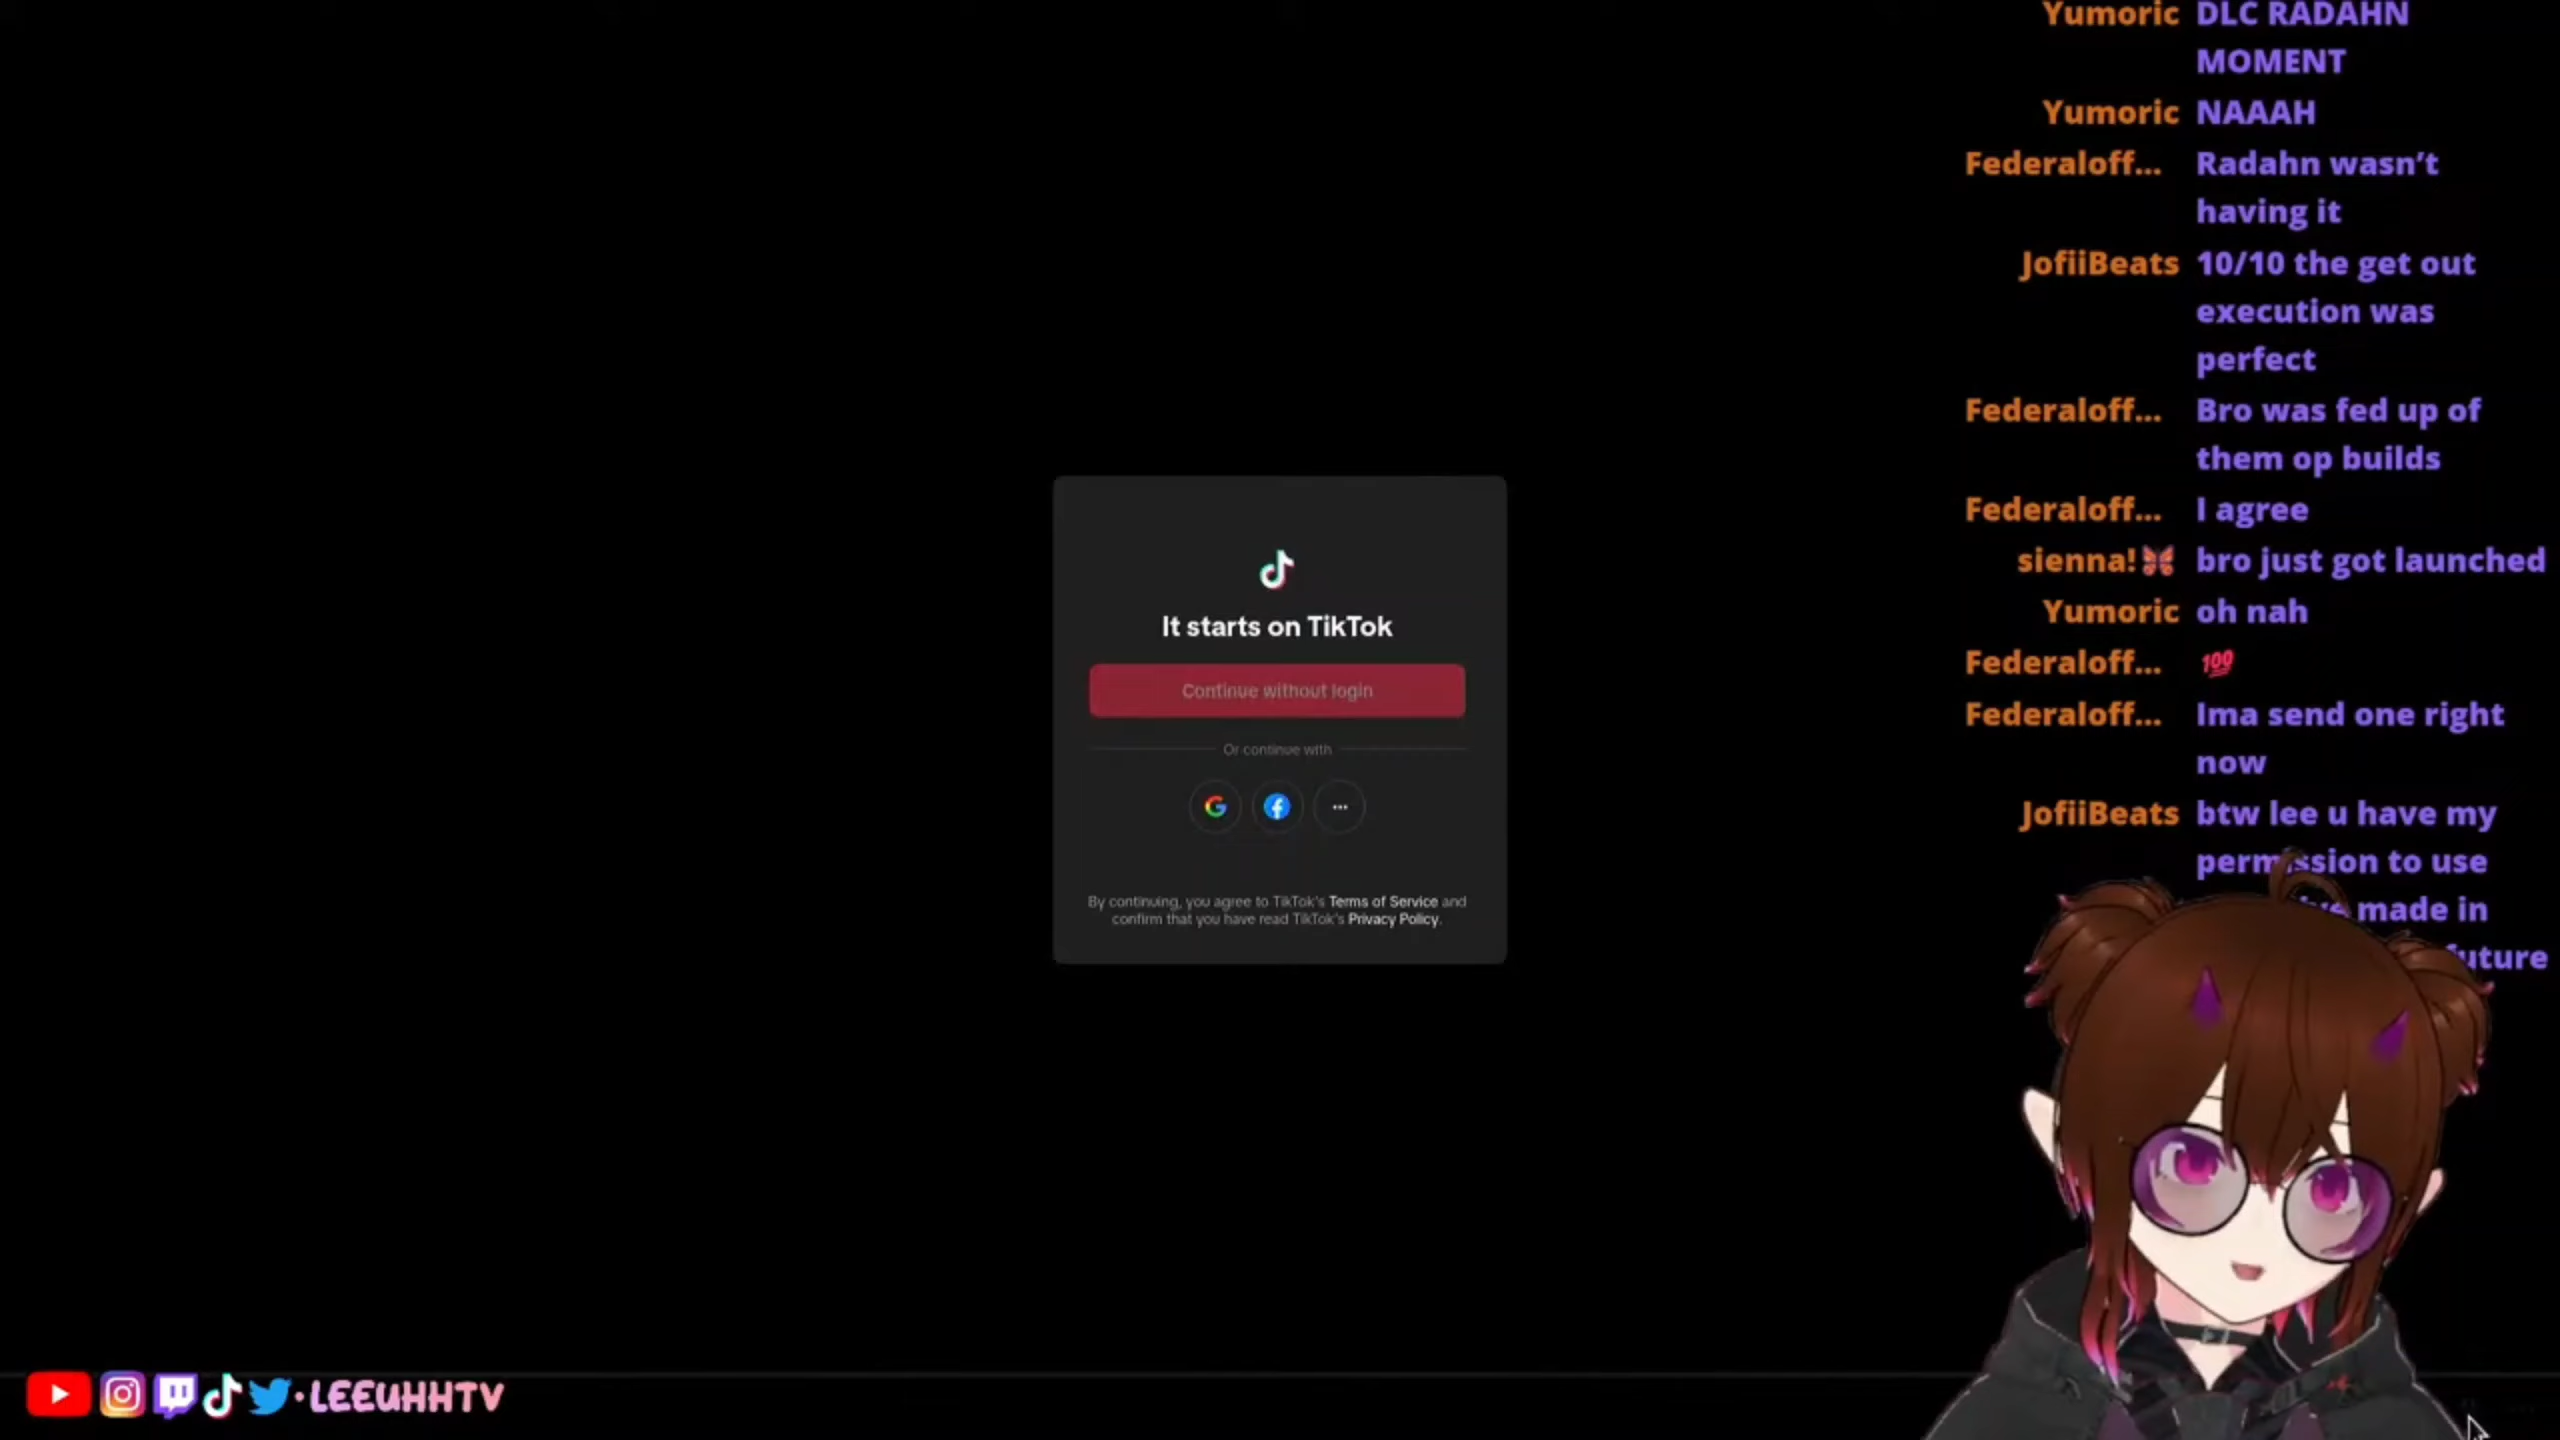 Yumoric DLC RADAHN
MOMENT
Yumoric NAAAH
Federaloff... Radahn wasn’t
having it
JofiiBeats 10/10 the get out
execution was
perfect
Federaloff... Bro was fed up of
them op builds
Federaloff... I agree
sienna!🦋 bro just got launched
Yumoric oh nah
Federaloff... 💯
Federaloff... Ima send one right
now
JofiiBeats btw lee u have my
permission to use
made in
future
It starts on TikTok
Continue without login
Or continue with
By continuing, you agree to TikTok's Terms of Service and
confirm that you have read TikTok's Privacy Policy.
LEEUHHTV